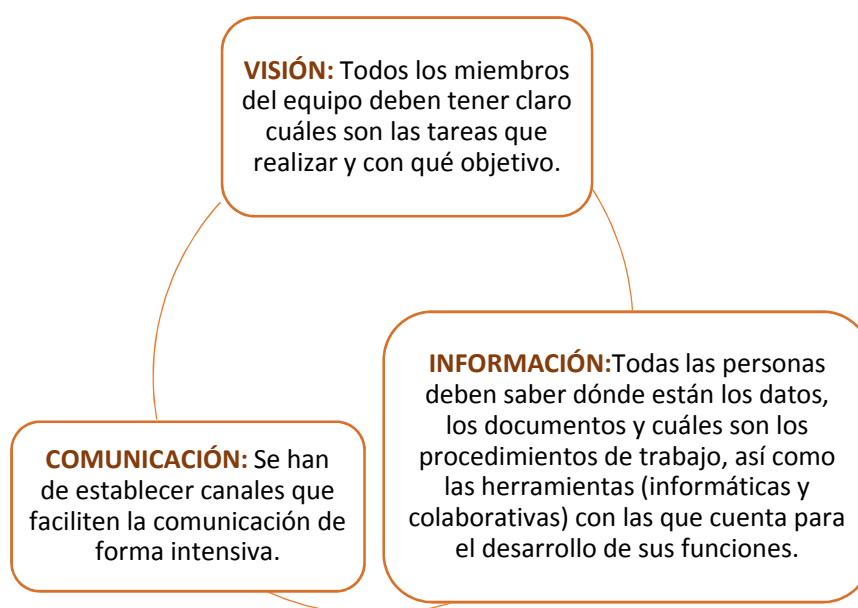 VISIÓN: Todos los miembros
del equipo deben tener claro
cuáles son las tareas que
realizar y con qué objetivo.
INFORMACIÓN:Todas las personas
deben saber dónde están los datos,
los documentos y cuáles son los
procedimientos de trabajo, así como
las herramientas (informáticas y
colaborativas) con las que cuenta para
el desarrollo de sus funciones.
COMUNICACIÓN: Se han
de establecer canales que
faciliten la comunicación de
forma intensiva.